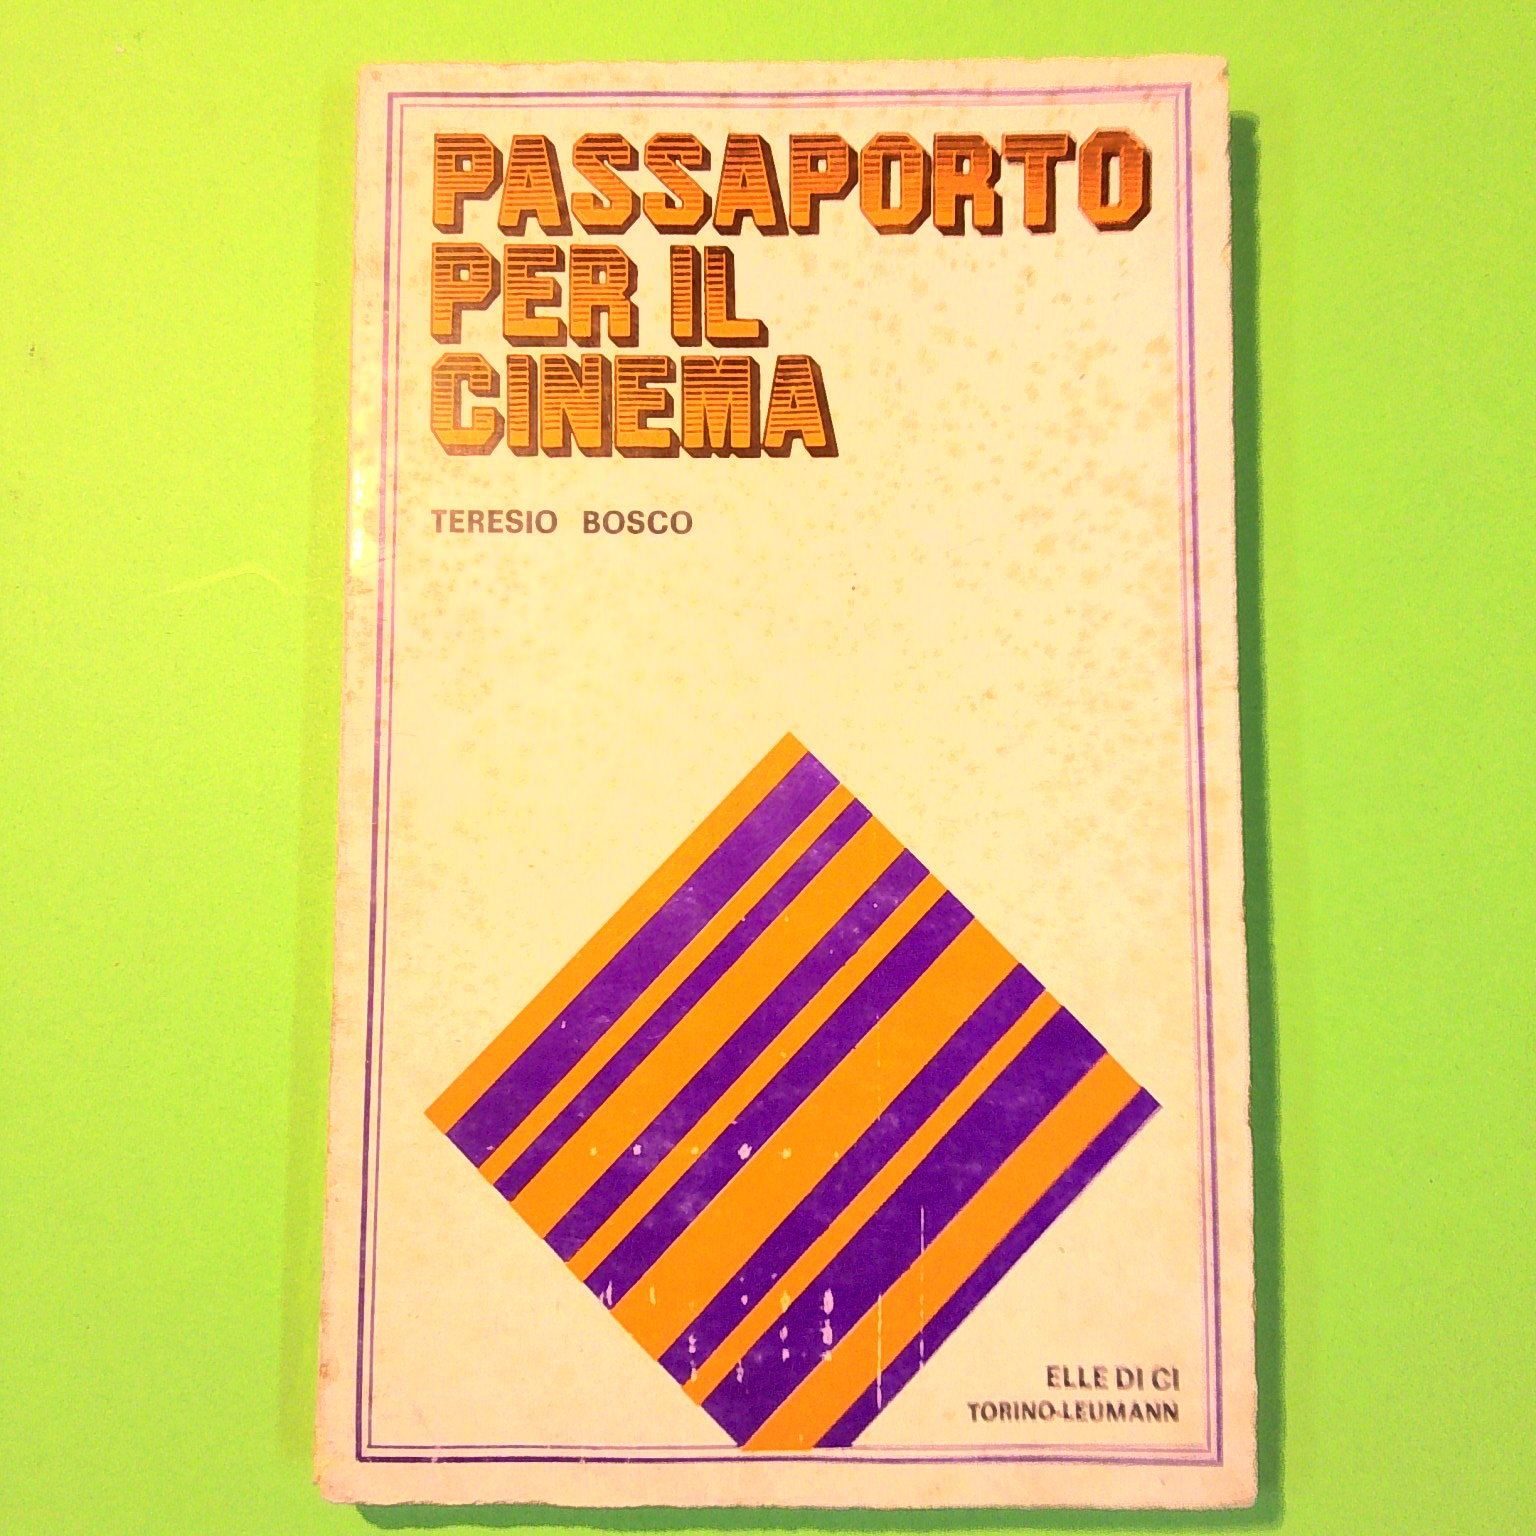 PASSAPORTO
PER IL
CINEMA
TERESIO BOSCO
ELLE DI CI
TORINO-LEUMANN